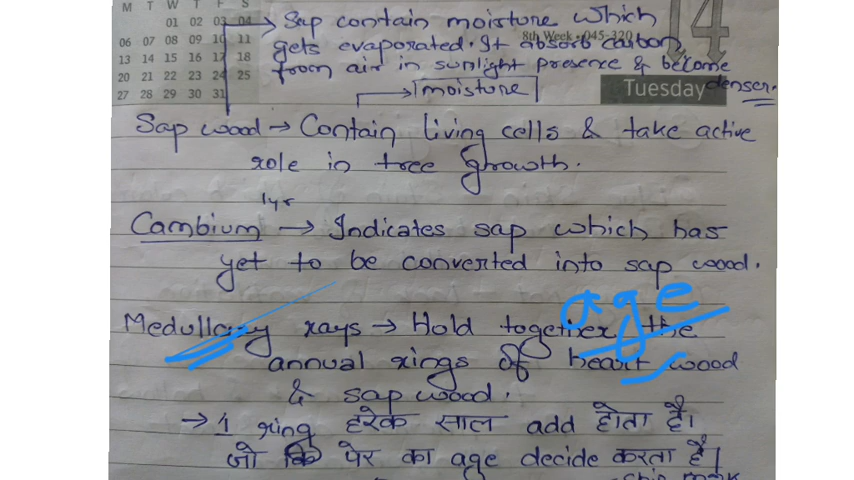 M T W T F S
01 02 03 04
06 07 08 09 10 11
13 14 15 16 17 18
20 21 22 23 24 25
27 28 29 30 31
14
8th Week • 045-320
Tuesday
Sap contain moisture which
gets evaporated. It absorb carbon
from air in sunlight presence & become
denser.
moisture
Sap wood → Contain living cells & take active
role in tree Growth.
1yr
Cambium → Indicates sap which has
yet to be converted into sap wood.
age
Medullary rays → Hold together the
annual rings of heart wood
& sap wood.
→ 1 ring हरेक साल add होता है।
जो कि पेर का age decide करता है।